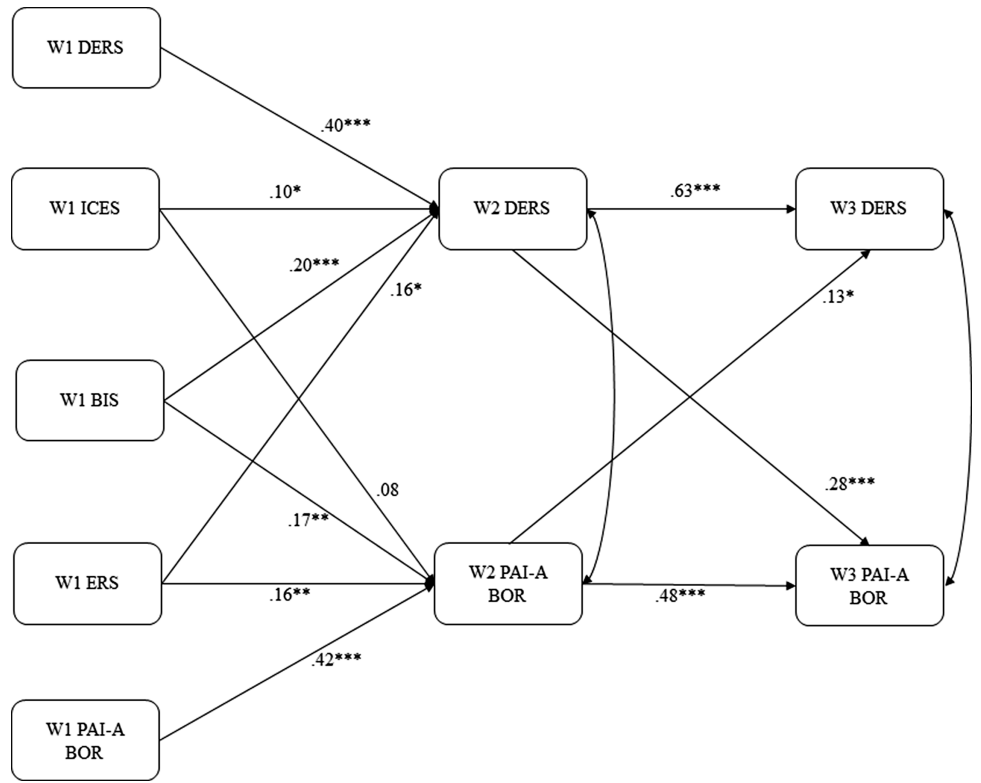 W1 DERS
.40***
W1 ICES
.10*
W2 DERS
.63***
W3 DERS
.20***
.16*
.13*
W1 BIS
.08
.28***
.17**
W1 ERS
.16**
W2 PAI-A
BOR
.48***
W3 PAI-A
BOR
.42***
W1 PAI-A
BOR